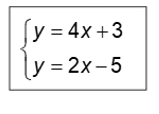 y = 4x + 3
y = 2x − 5